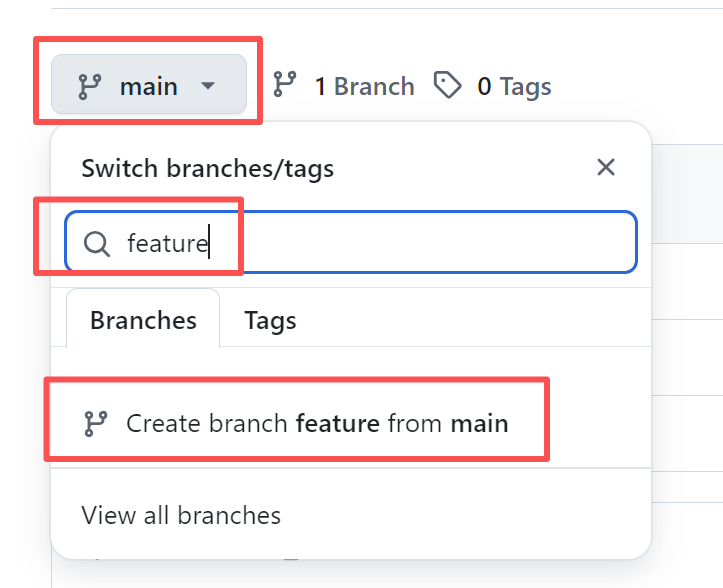 main 1 Branch 0 Tags
Switch branches/tags
feature
Branches Tags
Create branch feature from main
View all branches